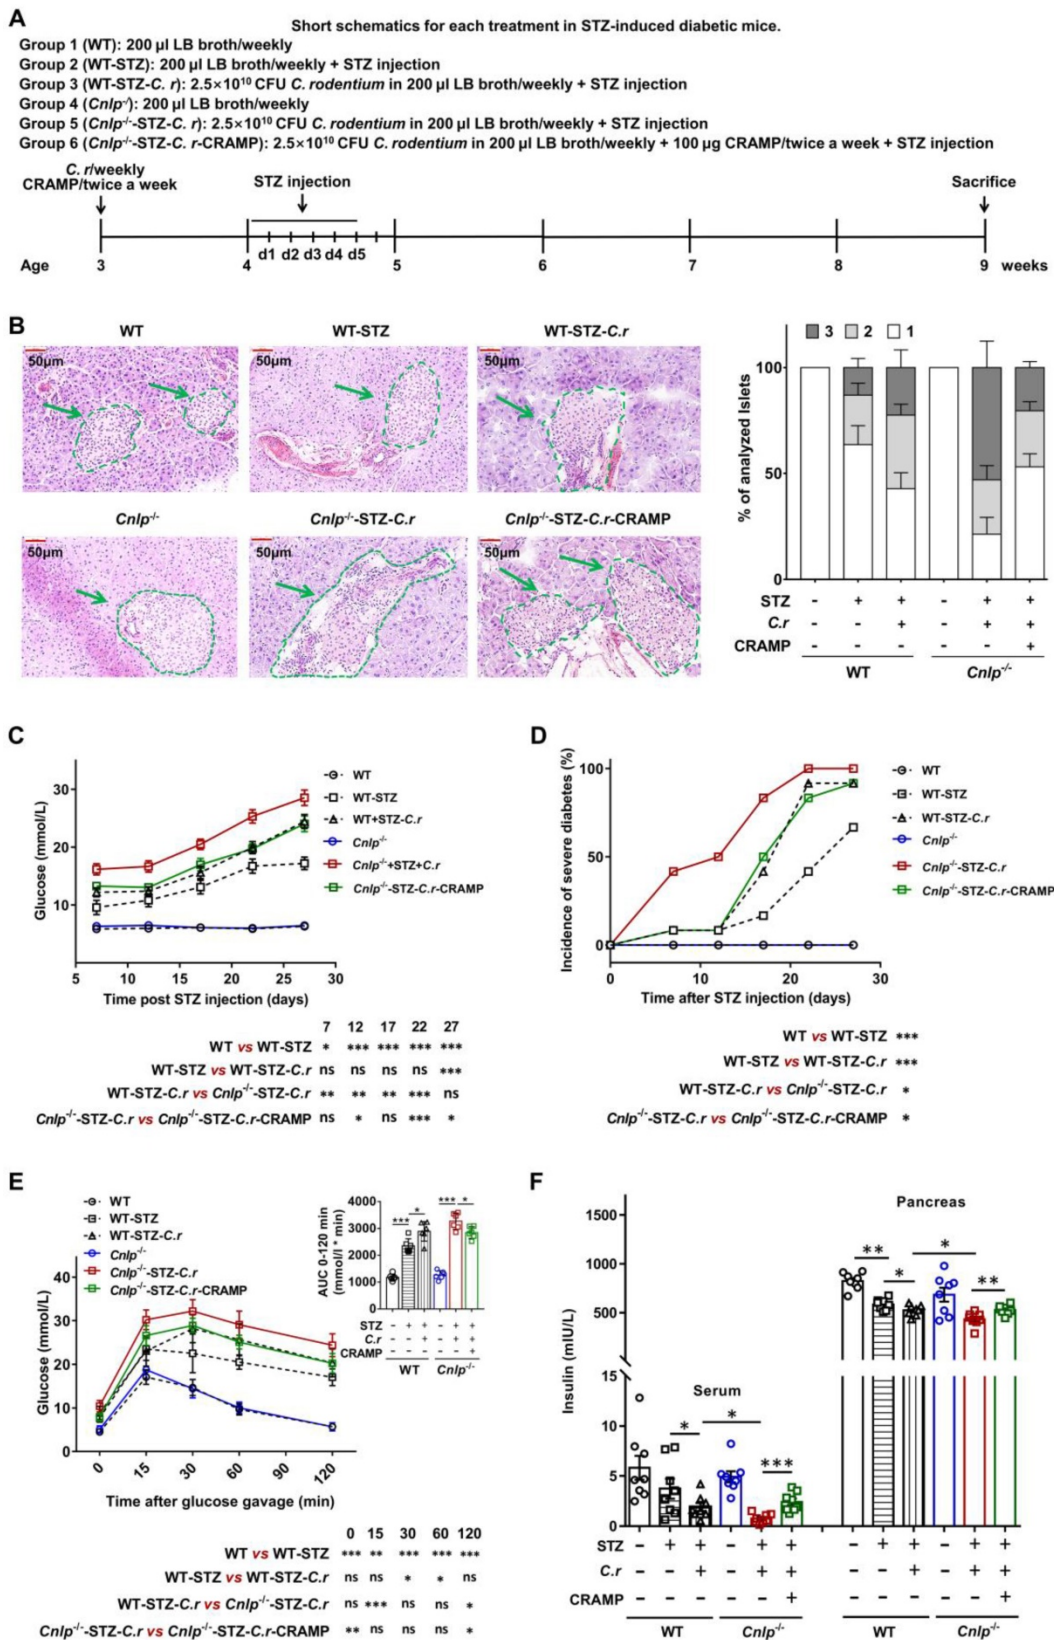 A
Short schematics for each treatment in STZ-induced diabetic mice.
Group 1 (WT): 200 µl LB broth/weekly
Group 2 (WT-STZ): 200 µl LB broth/weekly + STZ injection
Group 3 (WT-STZ-C. r): 2.5×10¹⁰ CFU C. rodentium in 200 µl LB broth/weekly + STZ injection
Group 4 (Cnlp⁻/): 200 µl LB broth/weekly
Group 5 (Cnlp⁻/⁻-STZ-C. r): 2.5×10¹⁰ CFU C. rodentium in 200 µl LB broth/weekly + STZ injection
Group 6 (Cnlp⁻/⁻-STZ-C. r-CRAMP): 2.5×10¹⁰ CFU C. rodentium in 200 µl LB broth/weekly + 100 µg CRAMP/twice a week + STZ injection
C. r/weekly
CRAMP/twice a week
STZ injection
Sacrifice
d1 d2 d3 d4 d5
Age 3 4 5 6 7 8 9 weeks
B
WT WT-STZ WT-STZ-C.r
50µm 50µm 50µm
Cnlp⁻/⁻ Cnlp⁻/⁻-STZ-C.r Cnlp⁻/⁻-STZ-C.r-CRAMP
50µm 50µm 50µm
3 2 1
% of analyzed Islets
100
50
0
STZ - + + - + +
C.r - - + - + +
CRAMP - - - - - +
WT Cnlp⁻/⁻
C
Glucose (mmol/L)
30
20
10
5 10 15 20 25 30
Time post STZ injection (days)
WT
WT-STZ
WT+STZ-C.r
Cnlp⁻/⁻
Cnlp⁻/⁻+STZ+C.r
Cnlp⁻/⁻-STZ-C.r-CRAMP
7 12 17 22 27
WT vs WT-STZ * *** *** *** ***
WT-STZ vs WT-STZ-C.r ns ns ns ns ***
WT-STZ-C.r vs Cnlp⁻/⁻-STZ-C.r ** ** ** *** ns
Cnlp⁻/⁻-STZ-C.r vs Cnlp⁻/⁻-STZ-C.r-CRAMP ns * ns *** *
D
Incidence of severe diabetes (%)
100
50
0
0 10 20 30
Time after STZ injection (days)
WT
WT-STZ
WT-STZ-C.r
Cnlp⁻/⁻
Cnlp⁻/⁻-STZ-C.r
Cnlp⁻/⁻-STZ-C.r-CRAMP
WT vs WT-STZ ***
WT-STZ vs WT-STZ-C.r ***
WT-STZ-C.r vs Cnlp⁻/⁻-STZ-C.r *
Cnlp⁻/⁻-STZ-C.r vs Cnlp⁻/⁻-STZ-C.r-CRAMP *
E
WT
WT-STZ
WT-STZ-C.r
Cnlp⁻/⁻
Cnlp⁻/⁻-STZ-C.r
Cnlp⁻/⁻-STZ-C.r-CRAMP
Glucose (mmol/L)
40
30
20
10
0
0 15 30 60 90 120
Time after glucose gavage (min)
AUC 0-120 min
(mmol/l * min)
4000
3000
2000
1000
0
*** * *** *
STZ - + + - + +
C.r - - + - + +
CRAMP - - - - - +
WT Cnlp⁻/⁻
0 15 30 60 120
WT vs WT-STZ *** ** *** *** ***
WT-STZ vs WT-STZ-C.r ns ns * * ns
WT-STZ-C.r vs Cnlp⁻/⁻-STZ-C.r ns *** ns ns *
Cnlp⁻/⁻-STZ-C.r vs Cnlp⁻/⁻-STZ-C.r-CRAMP ** ns ns ns *
F
Insulin (mIU/L)
1500
1000
500
15
10
5
0
Pancreas
** * * **
Serum
* * ***
STZ - + + - + + - + + - + +
C.r - - + - + + - - + - + +
CRAMP - - - - - + - - - - - +
WT Cnlp⁻/⁻ WT Cnlp⁻/⁻